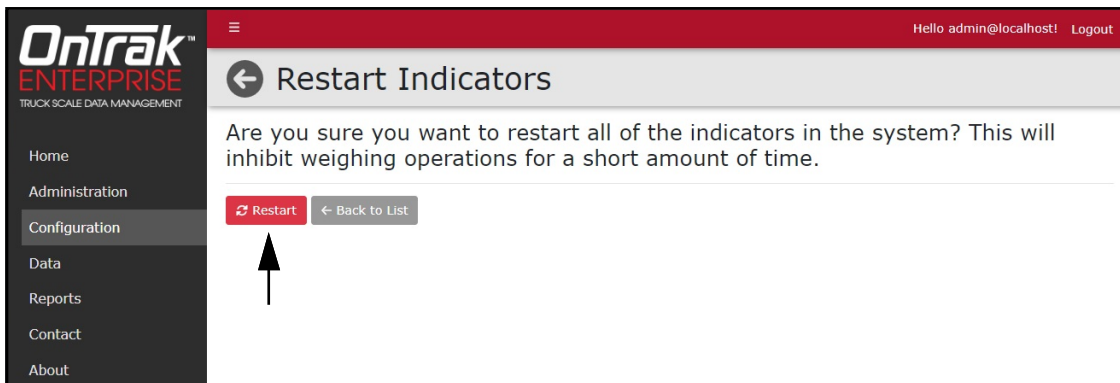 OnTrak™
ENTERPRISE
TRUCK SCALE DATA MANAGEMENT
Home
Administration
Configuration
Data
Reports
Contact
About
Hello admin@localhost! Logout
Restart Indicators
Are you sure you want to restart all of the indicators in the system? This will
inhibit weighing operations for a short amount of time.
Restart ← Back to List